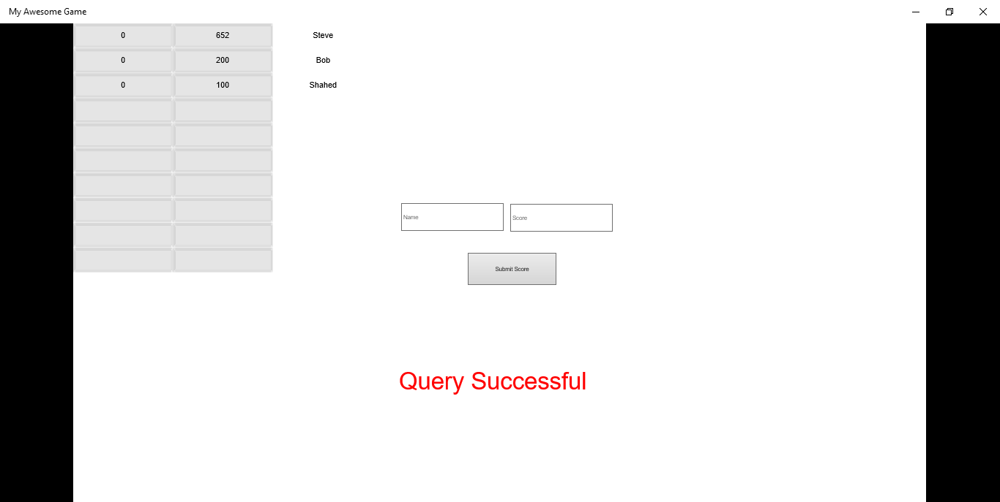 My Awesome Game
0 652 Steve
0 200 Bob
0 100 Shahed
Name Score
Submit Score
Query Successful